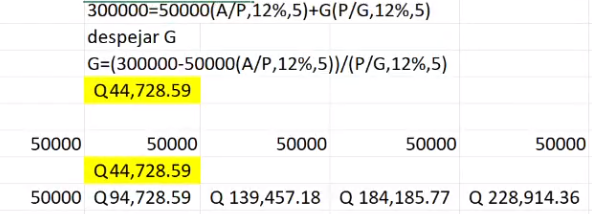 300000=50000(A/P,12%,5)+G(P/G,12%,5)
despejar G
G=(300000-50000(A/P,12%,5))/(P/G,12%,5)
Q44,728.59
50000 50000 50000 50000 50000
Q44,728.59
50000 Q94,728.59 Q 139,457.18 Q 184,185.77 Q 228,914.36